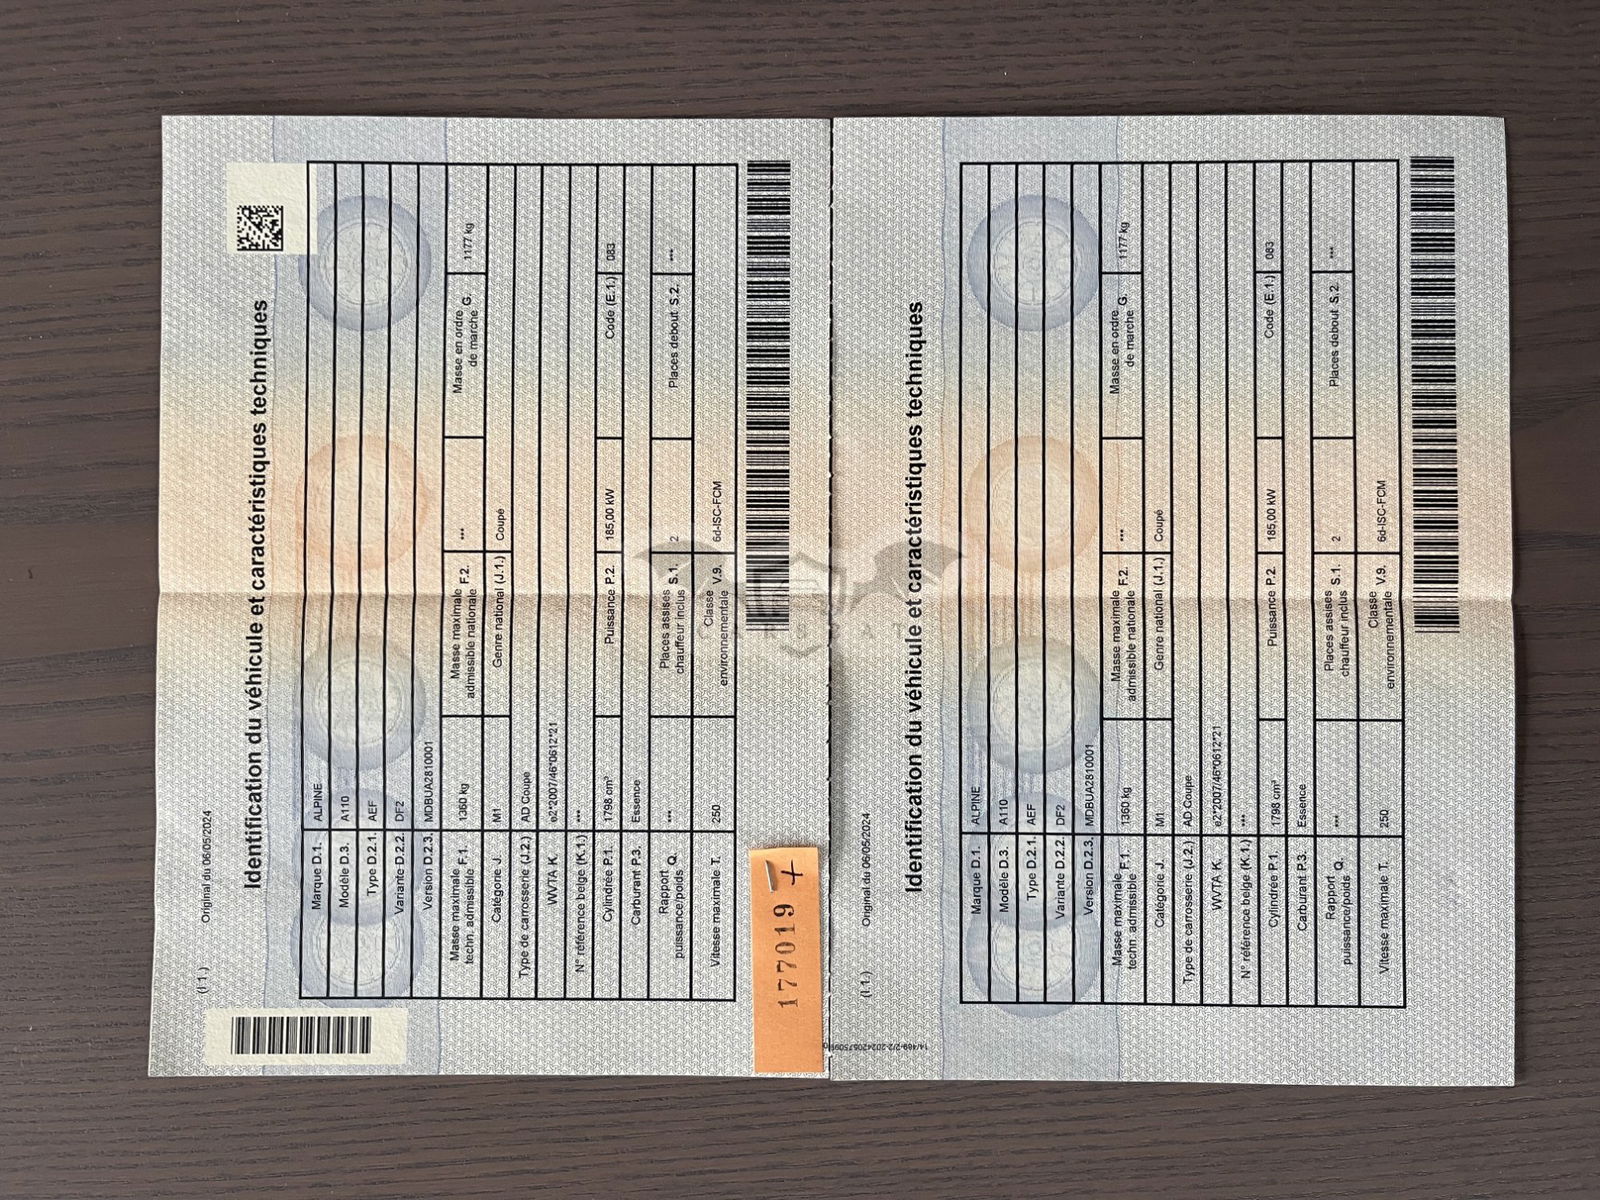 (I 1.)
Original du 06/05/2024
Identification du véhicule et caractéristiques techniques
Marque D.1. ALPINE
Modèle D.3. A110
Type D.2.1. AEF
Variante D.2.2. DF2
Version D.2.3. MDBUA2810001
Masse maximale F.1. 1360 kg Masse maximale F.2. *** Masse en ordre G. 1177 kg
techn. admissible admissible nationale de marche
Catégorie J. M1 Genre national (J.1.) Coupé
Type de carrosserie (J.2.) AD Coupe
WVTA K. e2*2007/46*0612*21
N° référence belge (K.1.) ***
Cylindrée P.1. 1798 cm³ Puissance P.2. 185,00 kW Code (E.1.) 083
Carburant P.3. Essence
Rapport Q. *** Places assises S.1. 2 Places debout S.2. ***
puissance/poids chauffeur inclus
Vitesse maximale T. 250 Classe V.9. 6d-ISC-FCM
environnementale
177019 +
CARSCAT
(I 1.)
Original du 06/05/2024
Identification du véhicule et caractéristiques techniques
Marque D.1. ALPINE
Modèle D.3. A110
Type D.2.1. AEF
Variante D.2.2. DF2
Version D.2.3. MDBUA2810001
Masse maximale F.1. 1360 kg Masse maximale F.2. *** Masse en ordre G. 1177 kg
techn. admissible admissible nationale de marche
Catégorie J. M1 Genre national (J.1.) Coupé
Type de carrosserie (J.2.) AD Coupe
WVTA K. e2*2007/46*0612*21
N° référence belge (K.1.) ***
Cylindrée P.1. 1798 cm³ Puissance P.2. 185,00 kW Code (E.1.) 083
Carburant P.3. Essence
Rapport Q. *** Places assises S.1. 2 Places debout S.2. ***
puissance/poids chauffeur inclus
Vitesse maximale T. 250 Classe V.9. 6d-ISC-FCM
environnementale